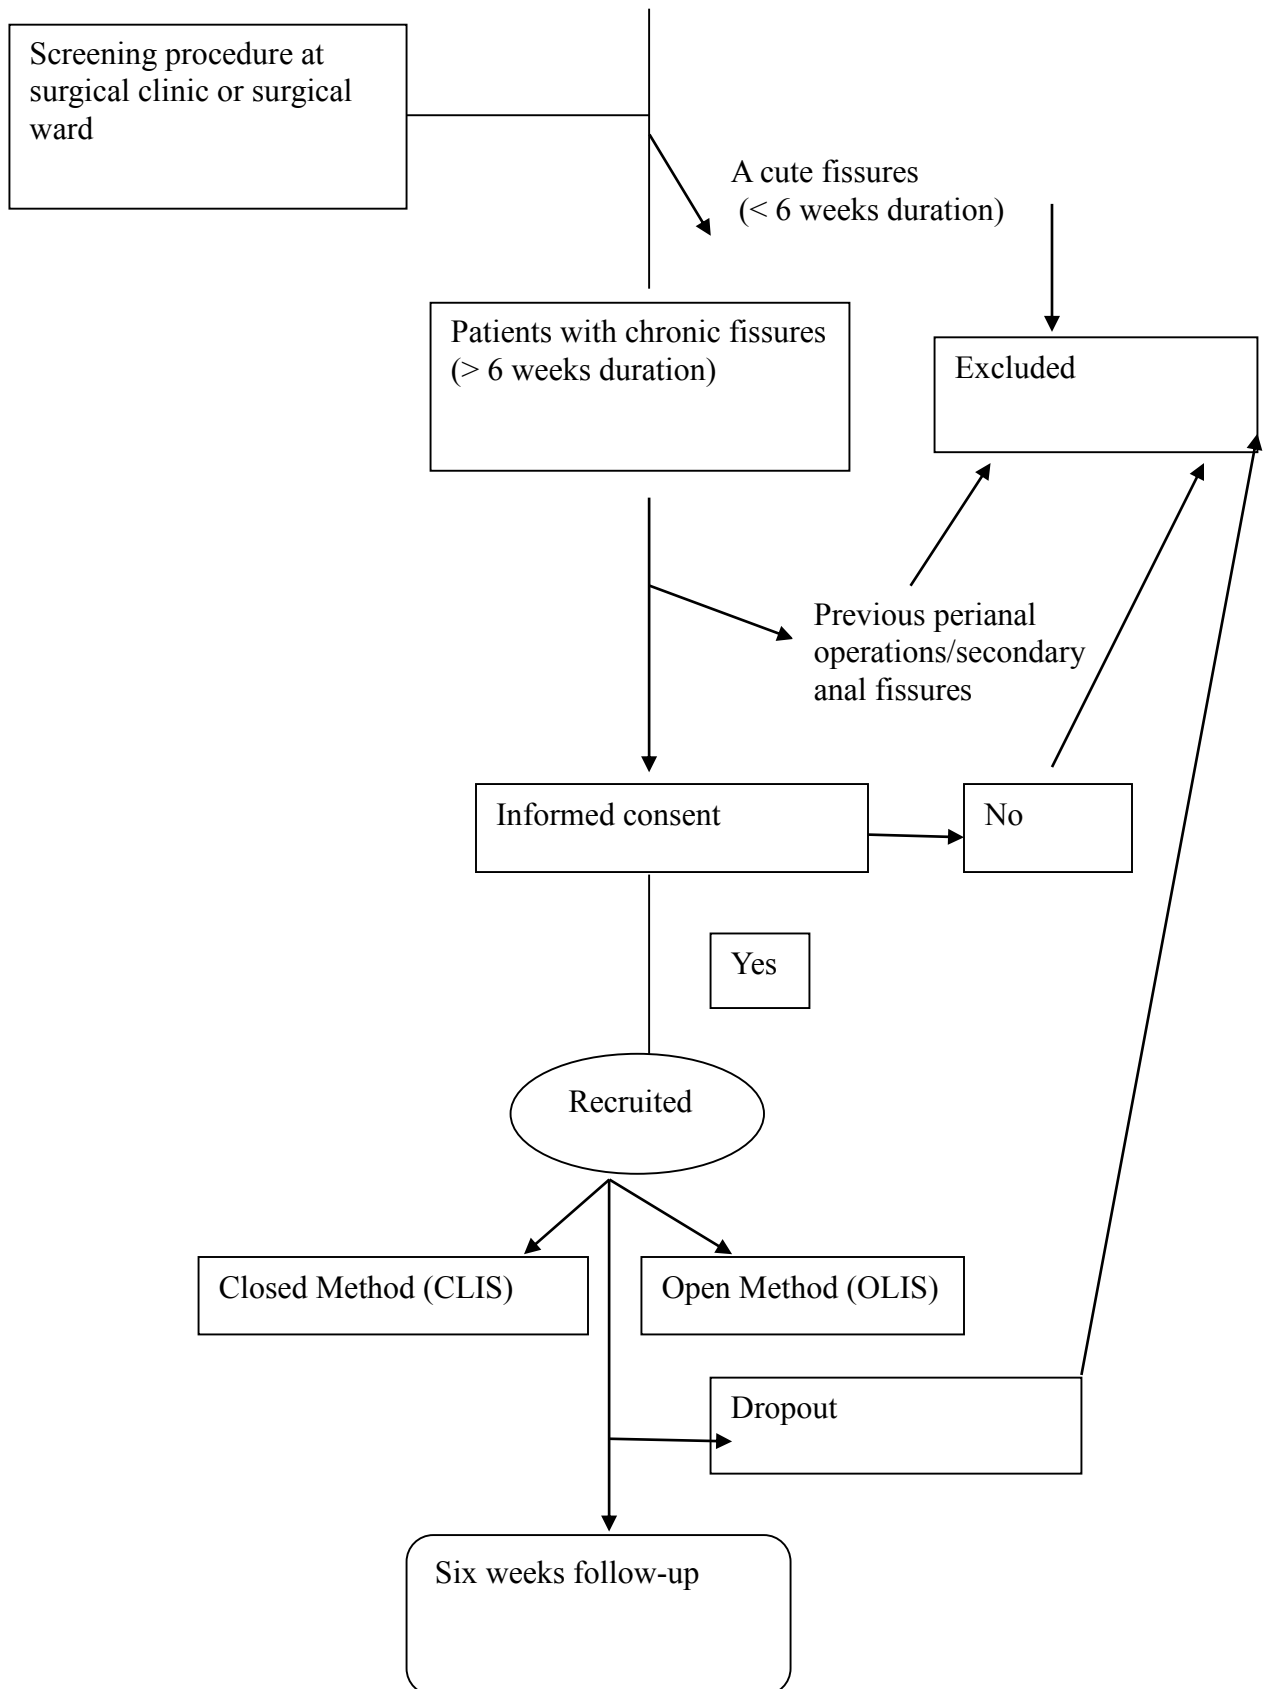 Screening procedure at
surgical clinic or surgical
ward
A cute fissures
(< 6 weeks duration)
Patients with chronic fissures
(> 6 weeks duration)
Excluded
Previous perianal
operations/secondary
anal fissures
Informed consent
No
Yes
Recruited
Closed Method (CLIS)
Open Method (OLIS)
Dropout
Six weeks follow-up